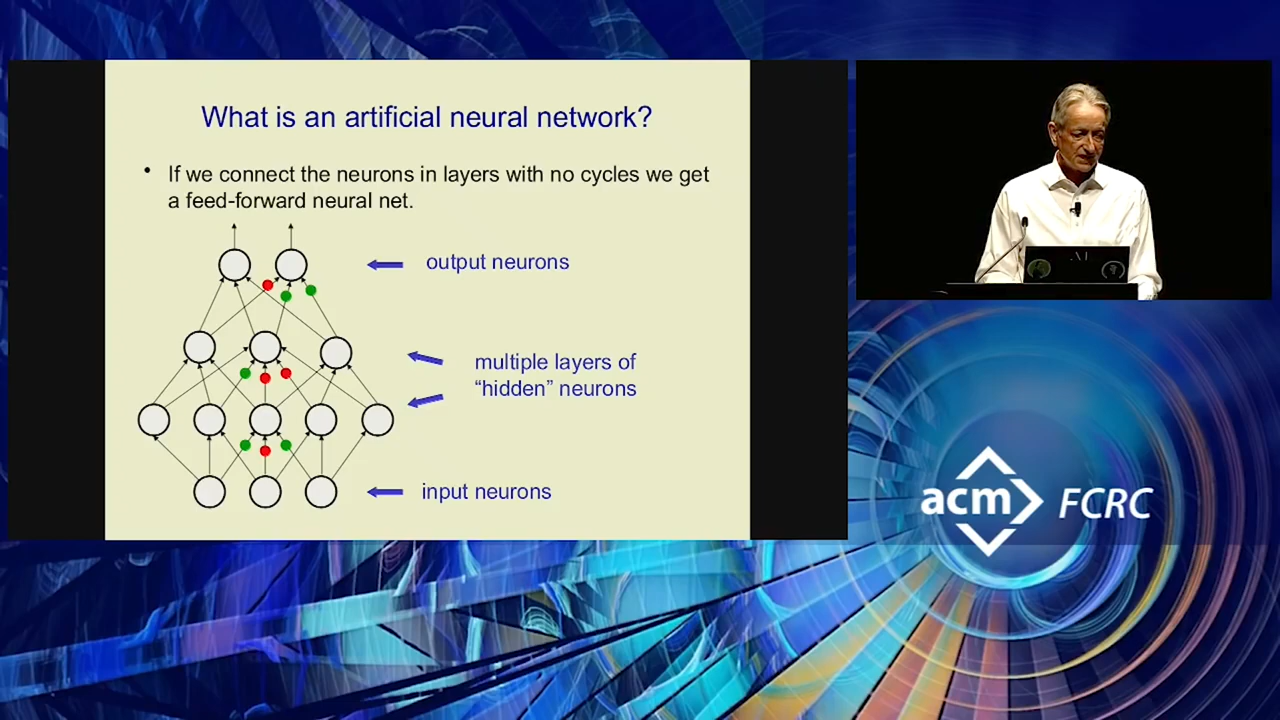 What is an artificial neural network?
• If we connect the neurons in layers with no cycles we get
a feed-forward neural net.
output neurons
multiple layers of
“hidden” neurons
input neurons
acm FCRC